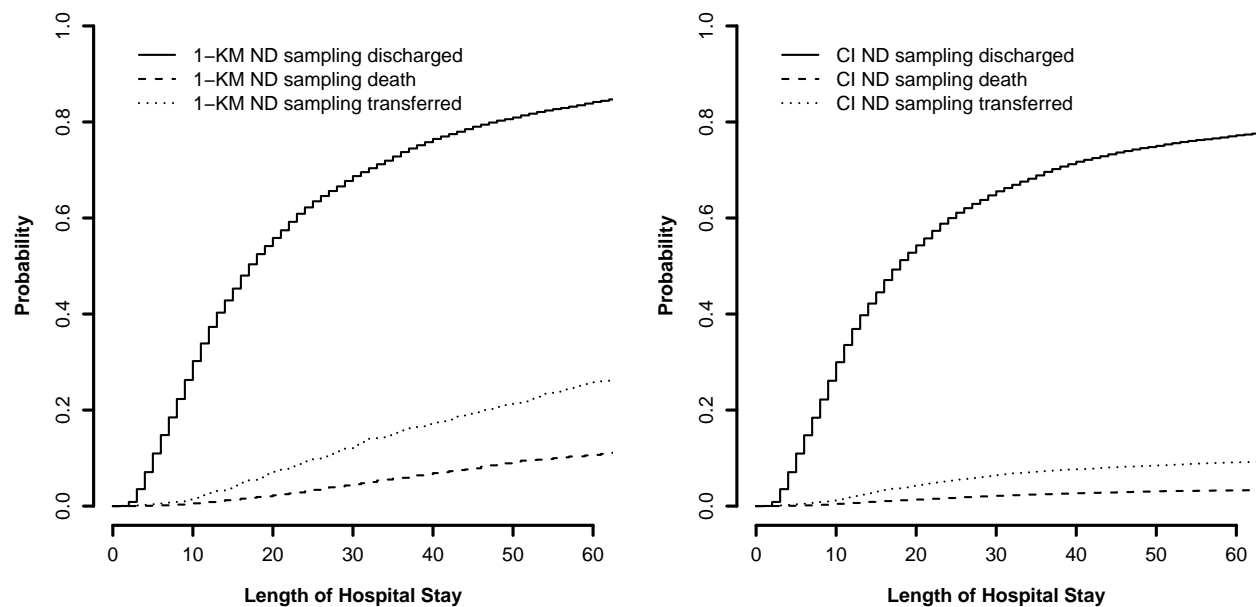 1−KM ND sampling discharged
1−KM ND sampling death
1−KM ND sampling transferred
Probability
1.0
0.8
0.6
0.4
0.2
0.0
0 10 20 30 40 50 60
Length of Hospital Stay
CI ND sampling discharged
CI ND sampling death
CI ND sampling transferred
Probability
1.0
0.8
0.6
0.4
0.2
0.0
0 10 20 30 40 50 60
Length of Hospital Stay